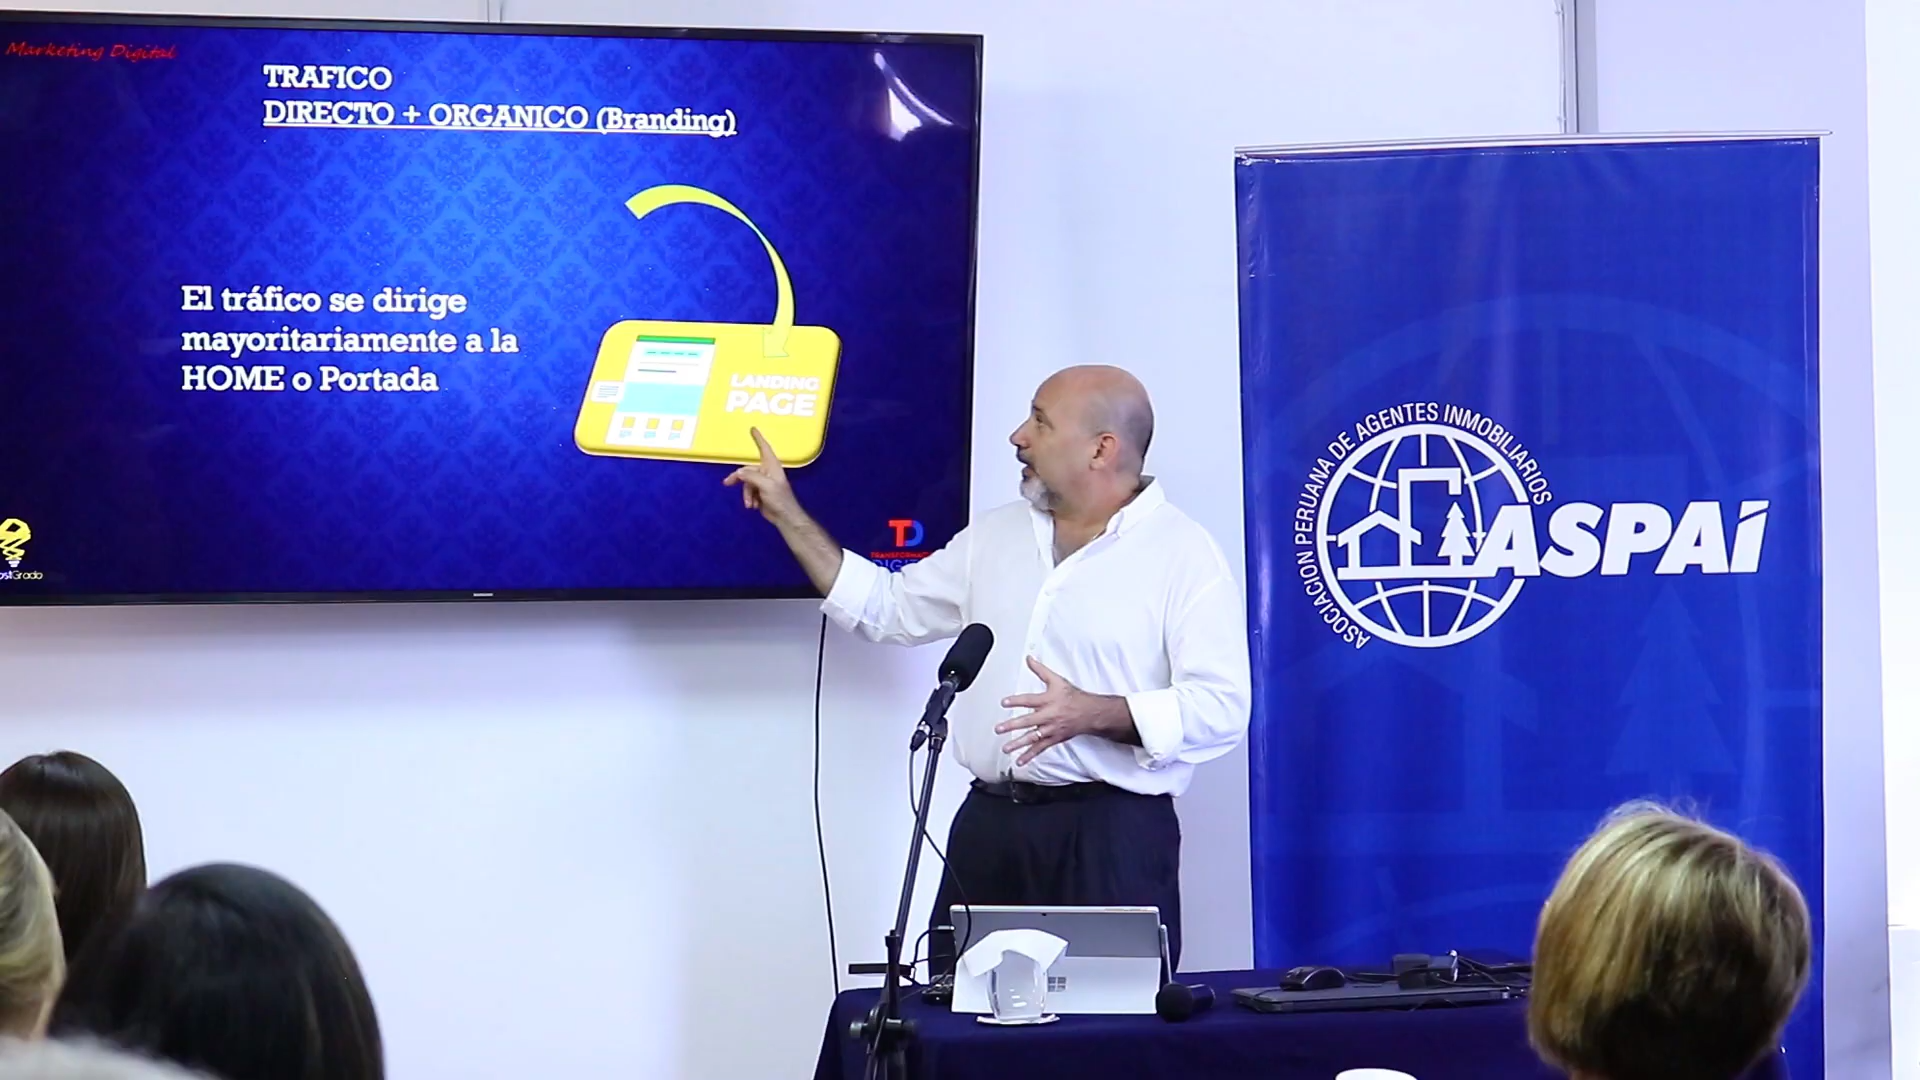 Marketing Digital
TRAFICO
DIRECTO + ORGANICO (Branding)
El tráfico se dirige
mayoritariamente a la
HOME o Portada
LANDING
PAGE
TD
ASOCIACION PERUANA DE AGENTES INMOBILIARIOS
ASPAi